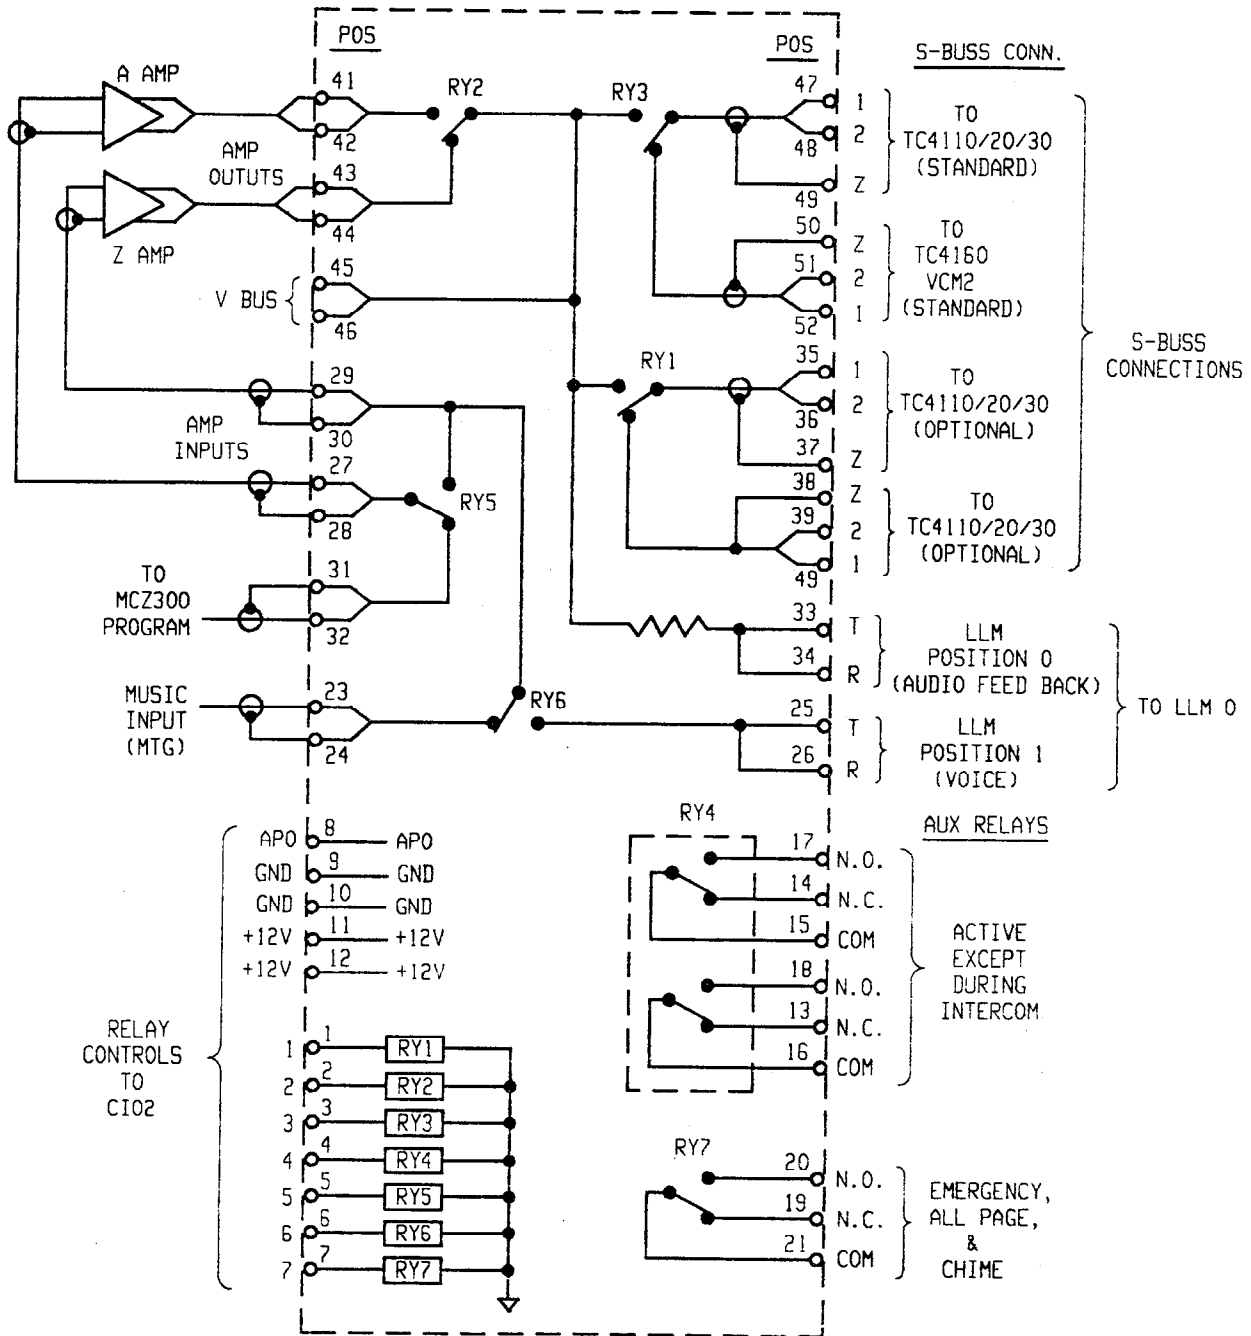 POS
POS
S-BUSS CONN.
A AMP
41
42
RY2
RY3
47
1
48
2
49
Z
TO
TC4110/20/30
(STANDARD)
AMP
OUTUTS
43
44
Z AMP
50
Z
51
2
52
1
TO
TC4160
VCM2
(STANDARD)
V BUS
45
46
S-BUSS
CONNECTIONS
RY1
35
1
36
2
37
Z
TO
TC4110/20/30
(OPTIONAL)
29
30
AMP
INPUTS
27
28
RY5
38
Z
39
2
49
1
TO
TC4110/20/30
(OPTIONAL)
TO
MCZ300
PROGRAM
31
32
33
T
34
R
LLM
POSITION 0
(AUDIO FEED BACK)
TO LLM 0
MUSIC
INPUT
(MTG)
23
24
RY6
25
T
26
R
LLM
POSITION 1
(VOICE)
RY4
AUX RELAYS
APO
8
APO
GND
9
GND
GND
10
GND
+12V
11
+12V
+12V
12
+12V
17
N.O.
14
N.C.
15
COM
18
N.O.
13
N.C.
16
COM
ACTIVE
EXCEPT
DURING
INTERCOM
RELAY
CONTROLS
TO
CIO2
1
1
RY1
2
2
RY2
3
3
RY3
4
4
RY4
5
5
RY5
6
6
RY6
7
7
RY7
RY7
20
N.O.
19
N.C.
21
COM
EMERGENCY,
ALL PAGE,
&
CHIME